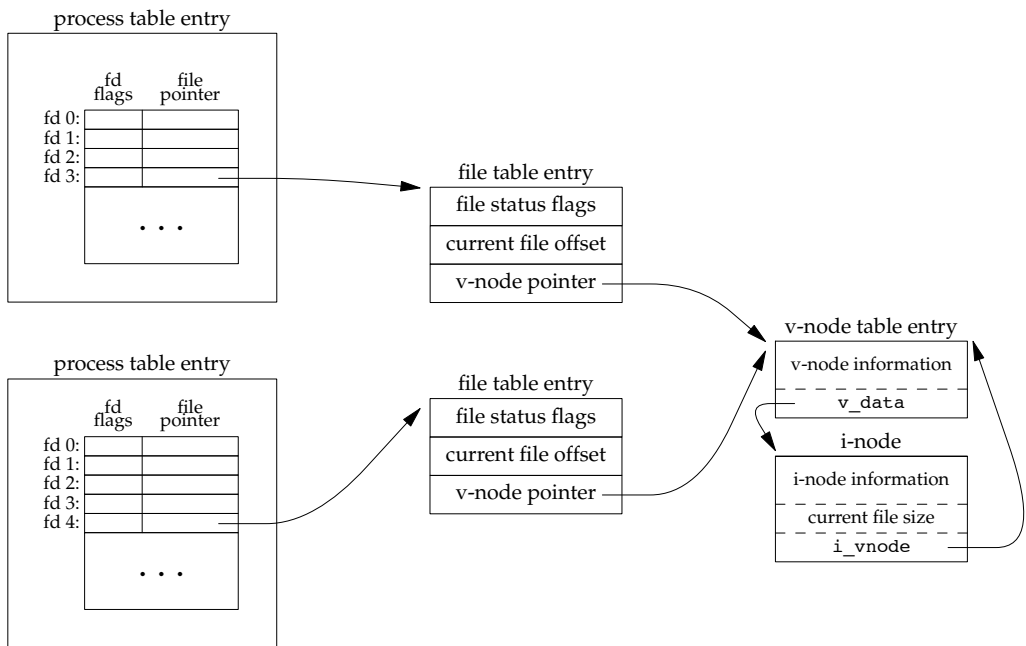 process table entry
fd
flags
file
pointer
fd 0:
fd 1:
fd 2:
fd 3:
. . .
file table entry
file status flags
current file offset
v-node pointer
process table entry
fd
flags
file
pointer
fd 0:
fd 1:
fd 2:
fd 3:
fd 4:
. . .
file table entry
file status flags
current file offset
v-node pointer
v-node table entry
v-node information
v_data
i-node
i-node information
current file size
i_vnode